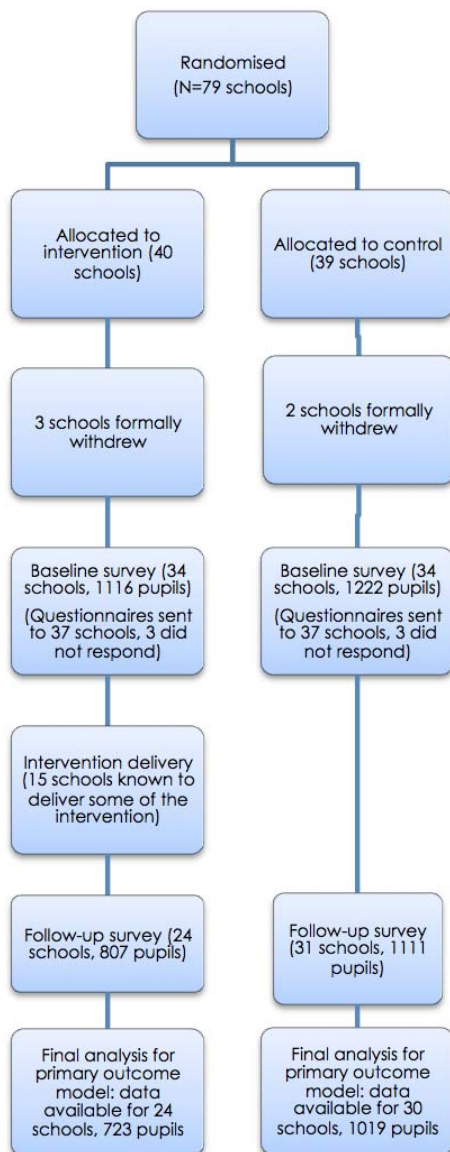 Randomised
(N=79 schools)
Allocated to
intervention (40
schools)
Allocated to control
(39 schools)
3 schools formally
withdrew
2 schools formally
withdrew
Baseline survey (34
schools, 1116 pupils)
(Questionnaires sent
to 37 schools, 3 did
not respond)
Baseline survey (34
schools, 1222 pupils)
(Questionnaires sent
to 37 schools, 3 did
not respond)
Intervention delivery
(15 schools known to
deliver some of the
intervention)
Follow-up survey (24
schools, 807 pupils)
Follow-up survey
(31 schools, 1111
pupils)
Final analysis for
primary outcome
model: data
available for 24
schools, 723 pupils
Final analysis for
primary outcome
model: data
available for 30
schools, 1019 pupils